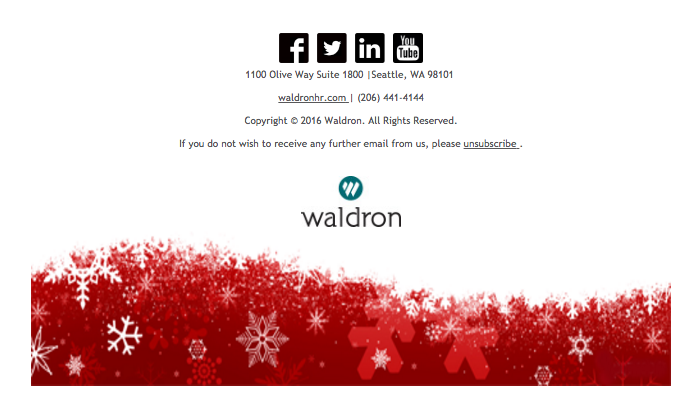 You
Tube
1100 Olive Way Suite 1800 |Seattle, WA 98101
waldronhr.com | (206) 441-4144
Copyright © 2016 Waldron. All Rights Reserved.
If you do not wish to receive any further email from us, please unsubscribe .
waldron